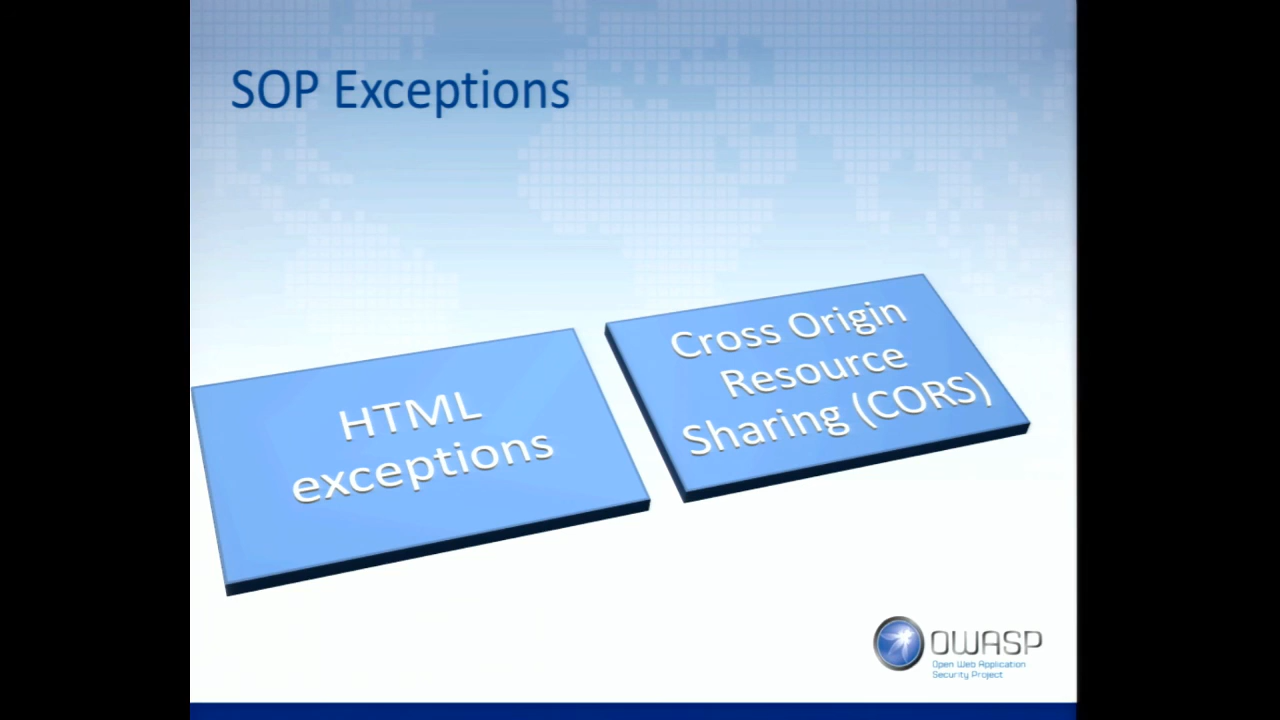 SOP Exceptions
HTML
exceptions
Cross Origin
Resource
Sharing (CORS)
OWASP
Open Web Application
Security Project